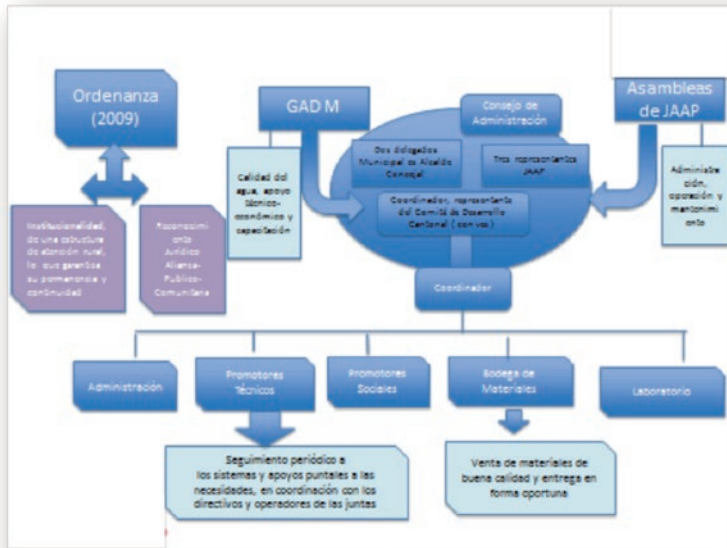 Ordenanza
(2009)
GAD M
Consejo de
Administración
Asambleas
de JAAP
Dos delegados
Municipal es Alcalde
Concejal
Tres representantes
JAAP
Calidad del
agua, apoyo
técnico-
económico y
capacitación
Administra
ción,
operación y
mantenimi
ento
Coordinador, representante
del Comité de Desarrollo
Cantonal ( con voz )
Institucionalidad,
de una estructura
de atención rural,
lo que garantiza
su permanencia y
continuidad
Reconocimi
ento
Jurídico
Alianza-
Publico-
Comunitaria
Coordinador
Administración
Promotores
Técnicos
Promotores
Sociales
Bodega de
Materiales
Laboratorio
Seguimiento periódico a
los sistemas y apoyos puntales a las
necesidades, en coordinación con los
directivos y operadores de las juntas
Venta de materiales de
buena calidad y entrega en
forma oportuna